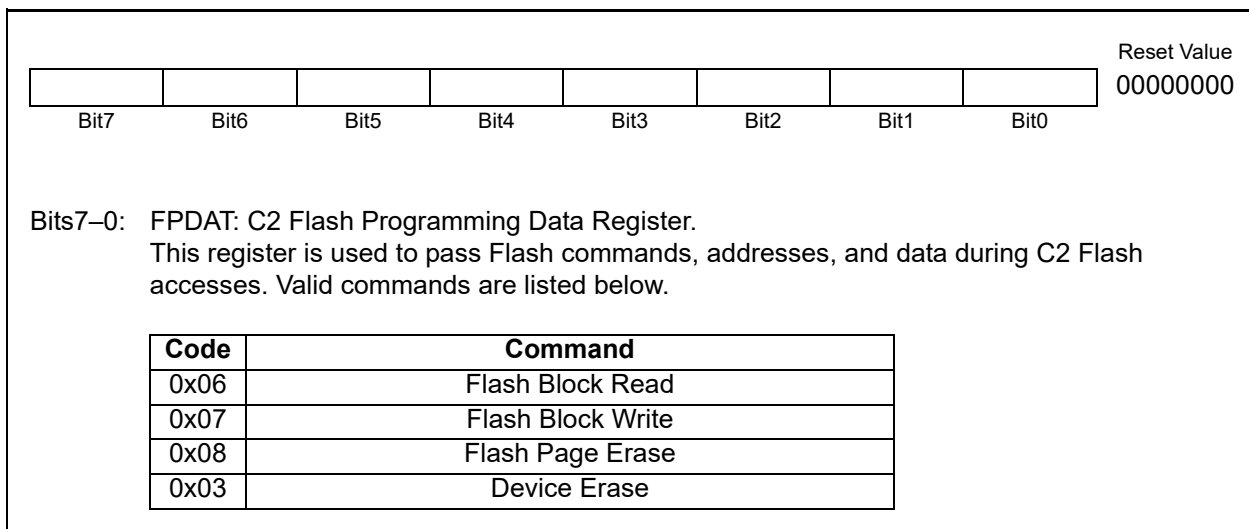 Reset Value
00000000
Bit7 Bit6 Bit5 Bit4 Bit3 Bit2 Bit1 Bit0
Bits7–0: FPDAT: C2 Flash Programming Data Register.
This register is used to pass Flash commands, addresses, and data during C2 Flash
accesses. Valid commands are listed below.
Code Command
0x06 Flash Block Read
0x07 Flash Block Write
0x08 Flash Page Erase
0x03 Device Erase